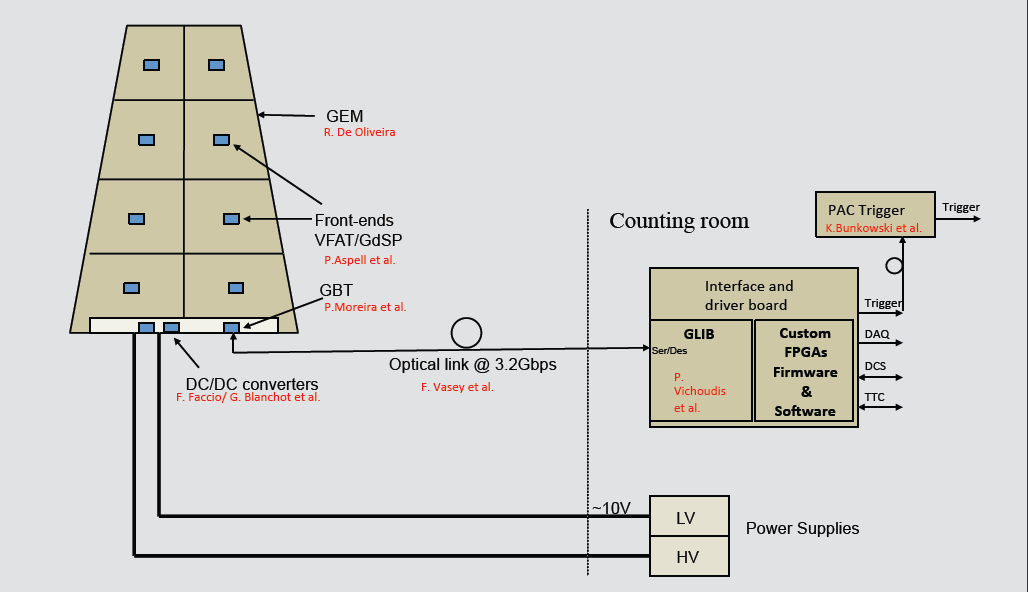 GEM
R. De Oliveira
Front-ends
VFAT/GdSP
P.Aspell et al.
GBT
P.Moreira et al.
DC/DC converters
F. Faccio/ G. Blanchot et al.
Optical link @ 3.2Gbps
F. Vasey et al.
Counting room
PAC Trigger
K.Bunkowski et al.
Trigger
Interface and
driver board
GLIB
Ser/Des
P.
Vichoudis
et al.
Custom
FPGAs
Firmware
&
Software
Trigger
DAQ
DCS
TTC
~10V
LV
HV
Power Supplies